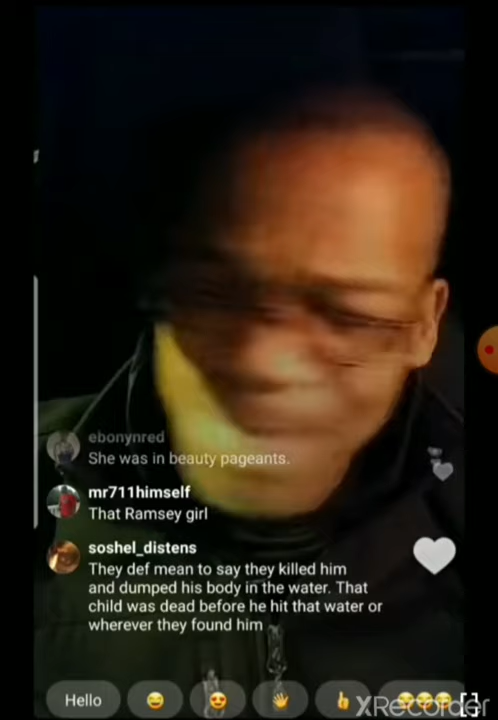 ebonynred
She was in beauty pageants.
mr711himself
That Ramsey girl
soshel_distens
They def mean to say they killed him
and dumped his body in the water. That
child was dead before he hit that water or
wherever they found him
Hello
XRecorder